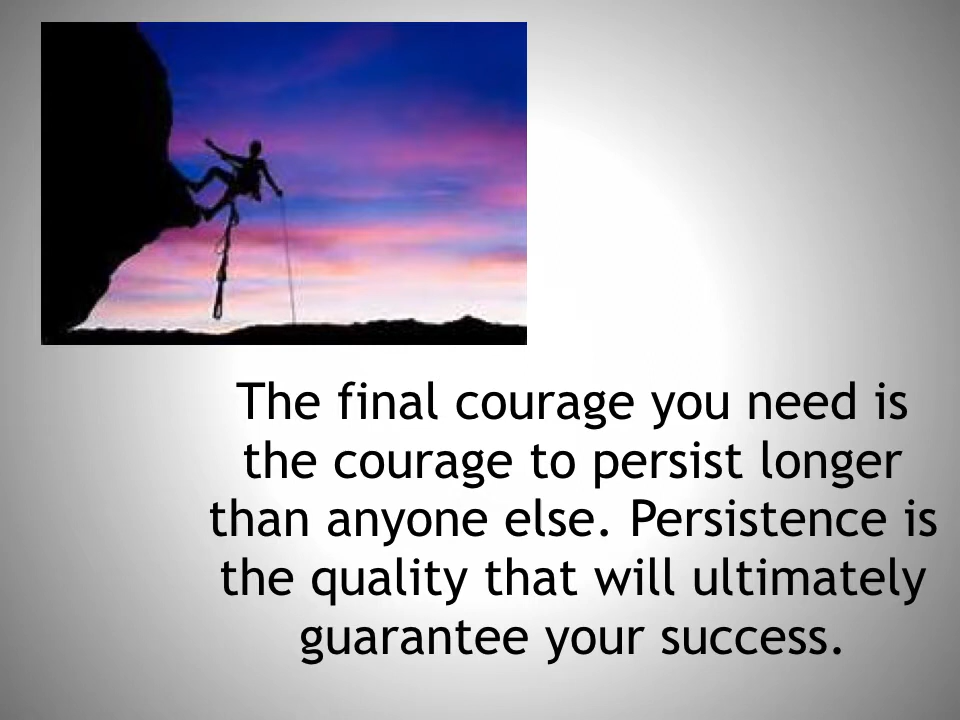 The final courage you need is
the courage to persist longer
than anyone else. Persistence is
the quality that will ultimately
guarantee your success.